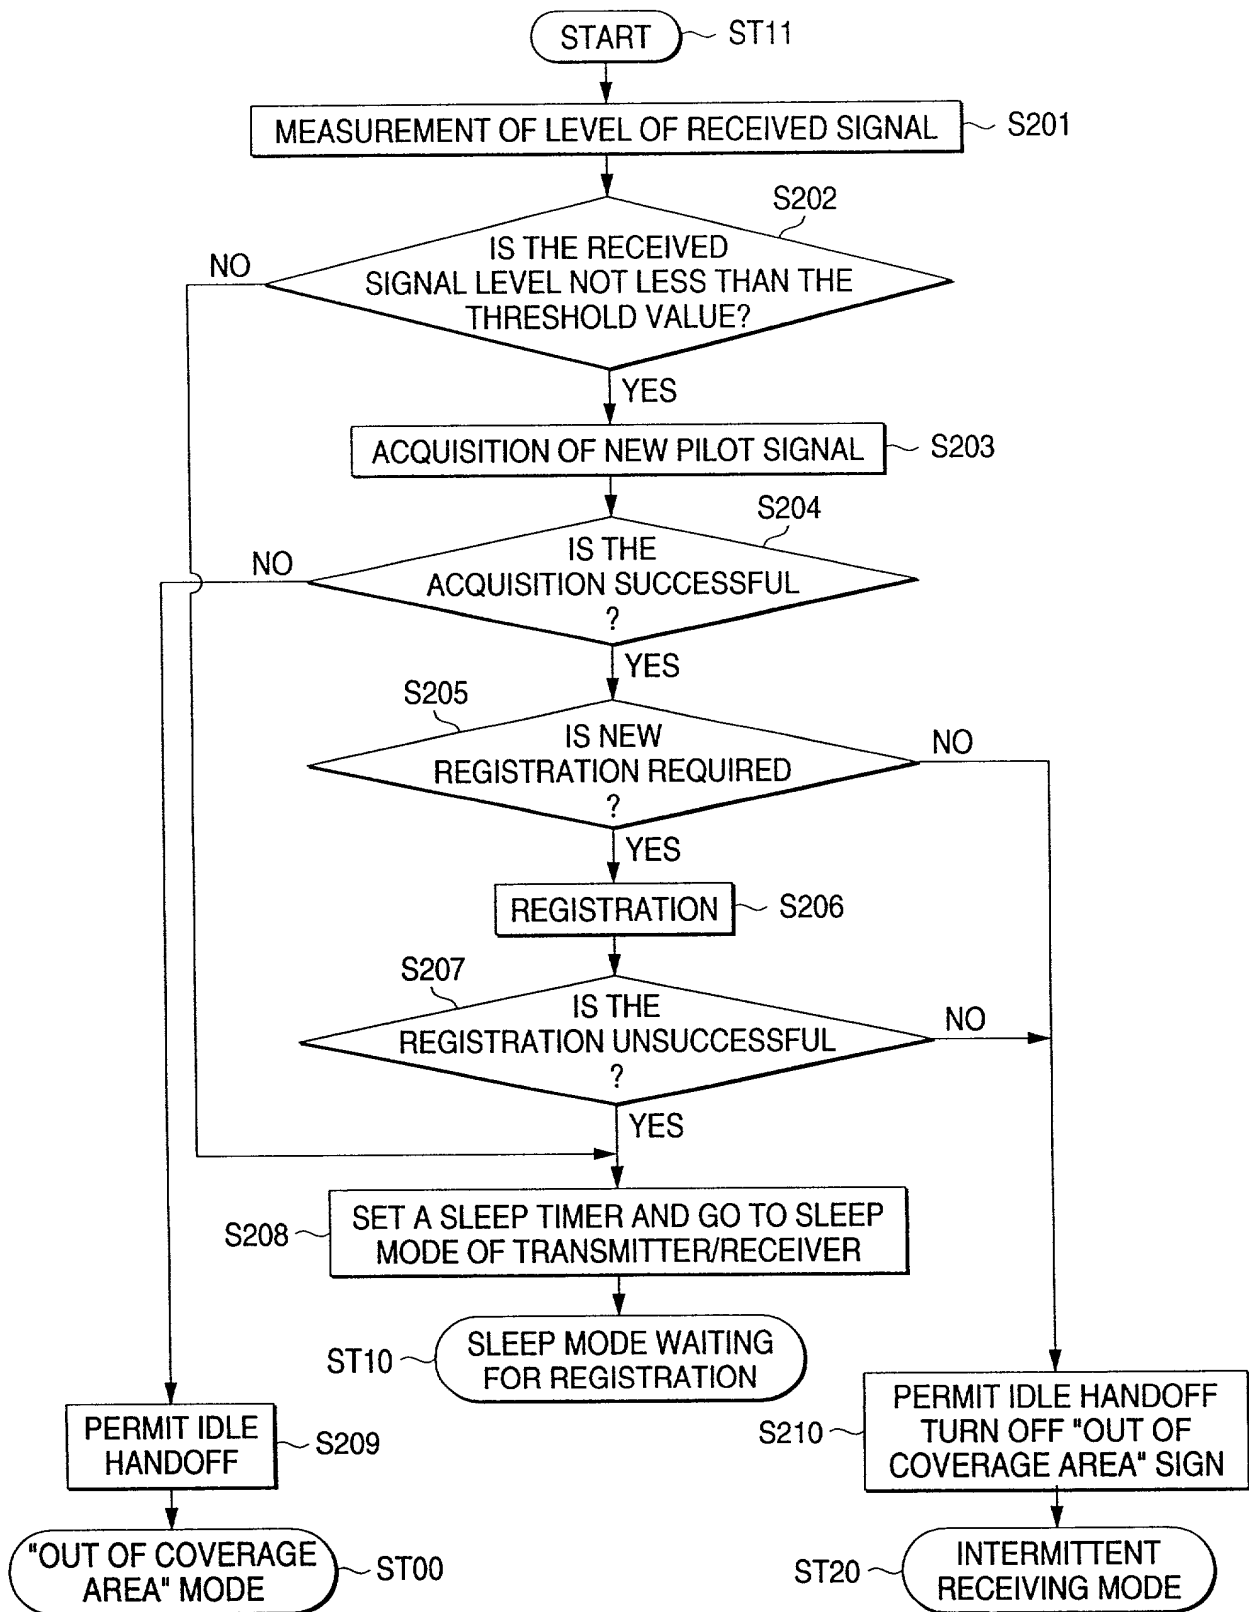 START
ST11
MEASUREMENT OF LEVEL OF RECEIVED SIGNAL
S201
S202
IS THE RECEIVED
SIGNAL LEVEL NOT LESS THAN THE
THRESHOLD VALUE?
NO
YES
ACQUISITION OF NEW PILOT SIGNAL
S203
S204
IS THE
ACQUISITION SUCCESSFUL
?
NO
YES
S205
IS NEW
REGISTRATION REQUIRED
?
NO
YES
REGISTRATION
S206
S207
IS THE
REGISTRATION UNSUCCESSFUL
?
NO
YES
S208
SET A SLEEP TIMER AND GO TO SLEEP
MODE OF TRANSMITTER/RECEIVER
ST10
SLEEP MODE WAITING
FOR REGISTRATION
PERMIT IDLE
HANDOFF
S209
S210
PERMIT IDLE HANDOFF
TURN OFF "OUT OF
COVERAGE AREA" SIGN
"OUT OF COVERAGE
AREA" MODE
ST00
ST20
INTERMITTENT
RECEIVING MODE